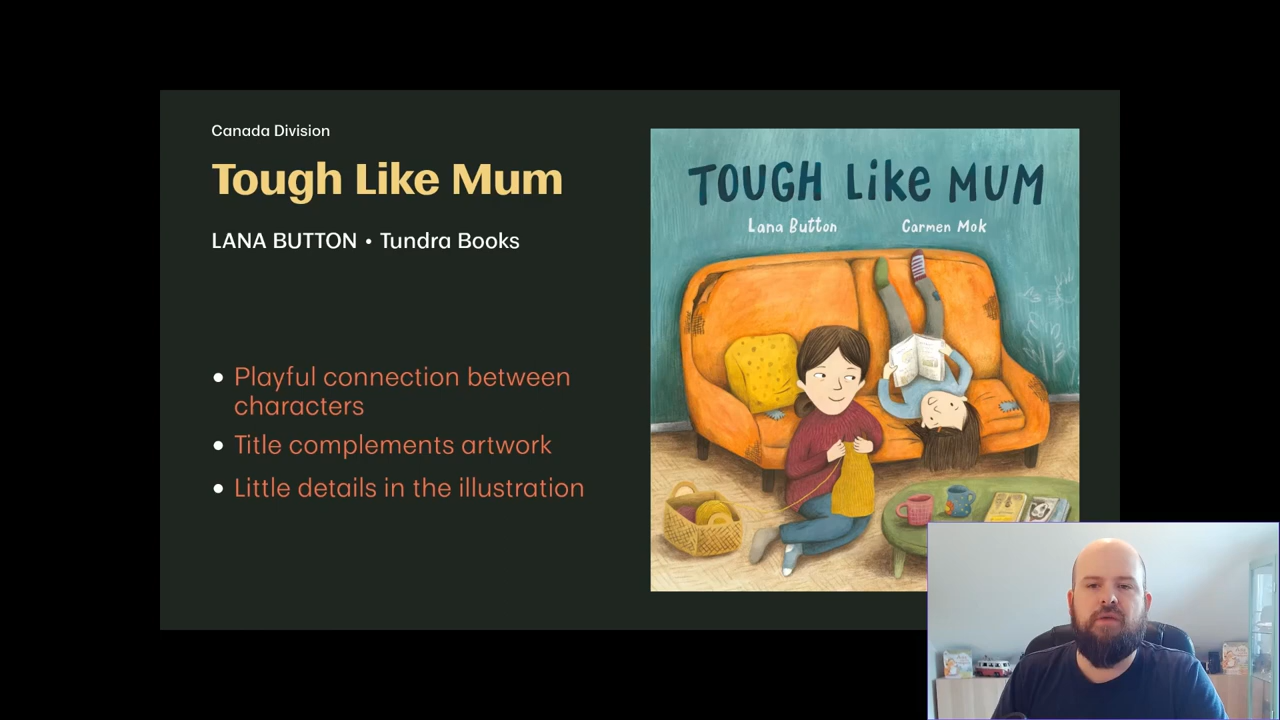 Canada Division
Tough Like Mum
LANA BUTTON • Tundra Books
• Playful connection between
characters
• Title complements artwork
• Little details in the illustration
TOUGH Like MUM
Lana Button Carmen Mok